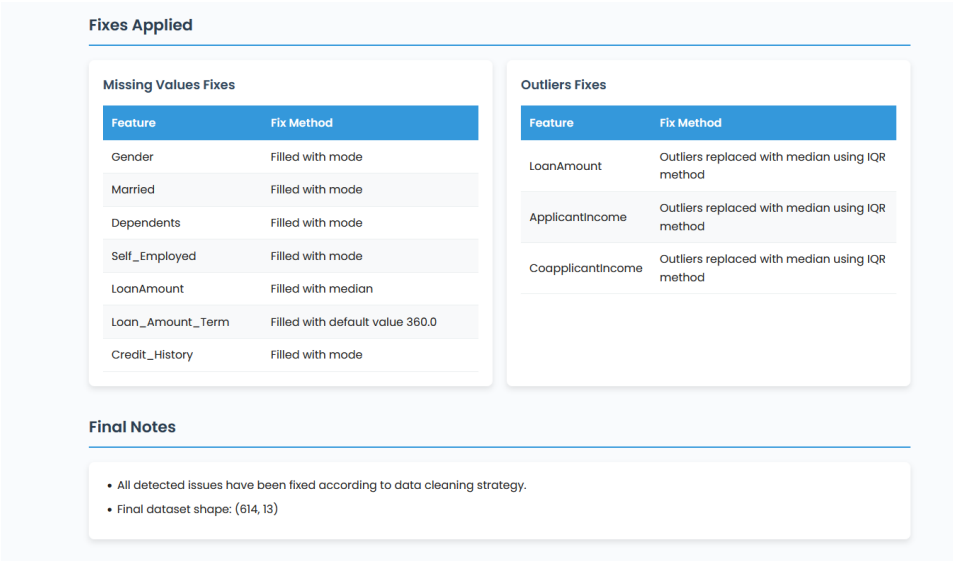 Fixes Applied
Missing Values Fixes
Feature Fix Method
Gender Filled with mode
Married Filled with mode
Dependents Filled with mode
Self_Employed Filled with mode
LoanAmount Filled with median
Loan_Amount_Term Filled with default value 360.0
Credit_History Filled with mode
Outliers Fixes
Feature Fix Method
LoanAmount Outliers replaced with median using IQR
method
ApplicantIncome Outliers replaced with median using IQR
method
CoapplicantIncome Outliers replaced with median using IQR
method
Final Notes
• All detected issues have been fixed according to data cleaning strategy.
• Final dataset shape: (614, 13)